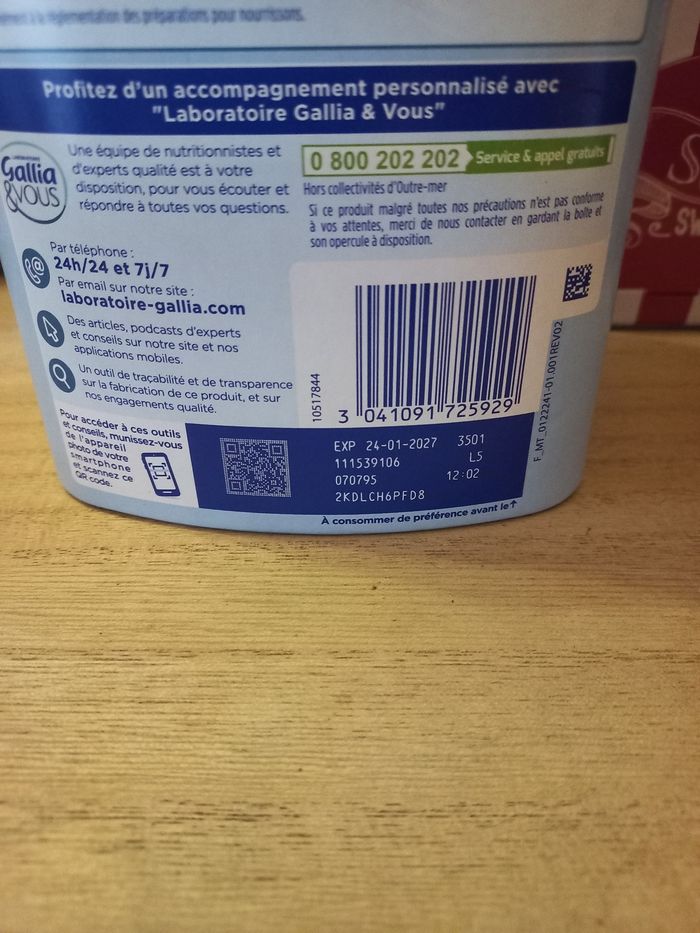 à la réglementation des préparations pour nourrissons.
Profitez d'un accompagnement personnalisé avec
"Laboratoire Gallia & Vous"
Gallia
&VOUS
Une équipe de nutritionnistes et
d'experts qualité est à votre
disposition, pour vous écouter et
répondre à toutes vos questions.
0 800 202 202 Service & appel gratuits
Hors collectivités d'Outre-mer
Si ce produit malgré toutes nos précautions n'est pas conforme
à vos attentes, merci de nous contacter en gardant la boîte et
son opercule à disposition.
Par téléphone :
24h/24 et 7j/7
Par email sur notre site :
laboratoire-gallia.com
Des articles, podcasts d'experts
et conseils sur notre site et nos
applications mobiles.
Un outil de traçabilité et de transparence
sur la fabrication de ce produit, et sur
nos engagements qualité.
Pour accéder à ces outils
et conseils, munissez-vous
de l'appareil
photo de votre
smartphone
et scannez ce
QR code.
10517844
3 041091 725929
F_MT_0122241-01.001REV02
EXP 24-01-2027 3501
111539106 L5
070795 12:02
2KDLCH6PFD8
À consommer de préférence avant le